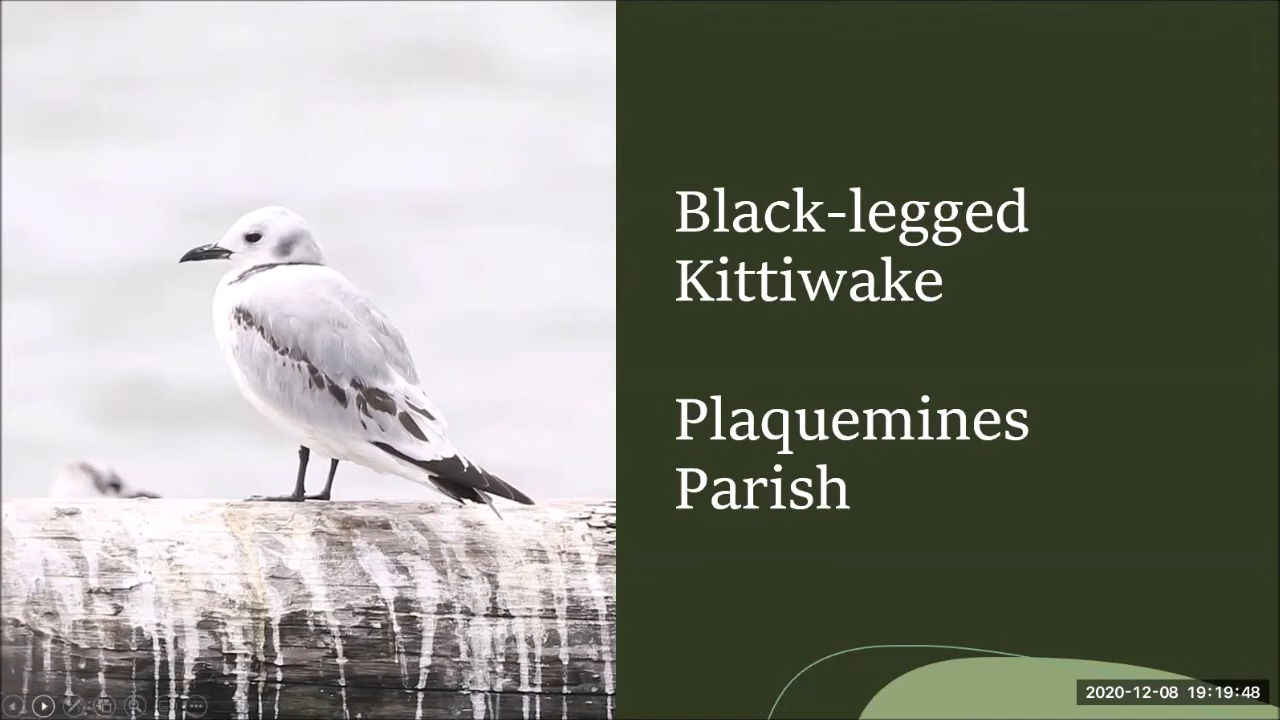 Black-legged
Kittiwake
Plaquemines
Parish
2020-12-08 19:19:48